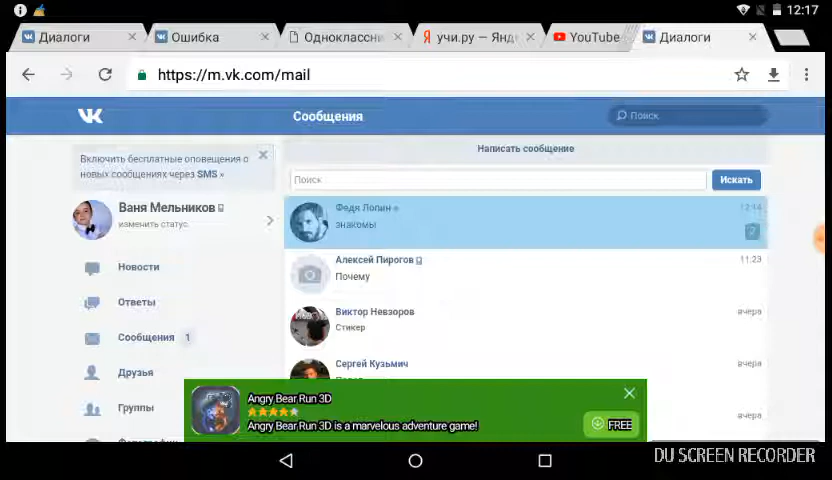 12:17
Диалоги
Ошибка
Одноклассни
учи.ру — Янд
YouTube
Диалоги
https://m.vk.com/mail
Сообщения
Поиск
Написать сообщение
Включить бесплатные оповещения о
новых сообщениях через SMS »
Поиск
Искать
Ваня Мельников
изменить статус
Федя Лопин
12:14
знакомы
2
Новости
Алексей Пирогов
11:23
Почему
Ответы
Виктор Невзоров
вчера
Стикер
Сообщения 1
Друзья
Сергей Кузьмич
вчера
Группы
вчера
Angry Bear Run 3D
Angry Bear Run 3D is a marvelous adventure game!
FREE
DU SCREEN RECORDER